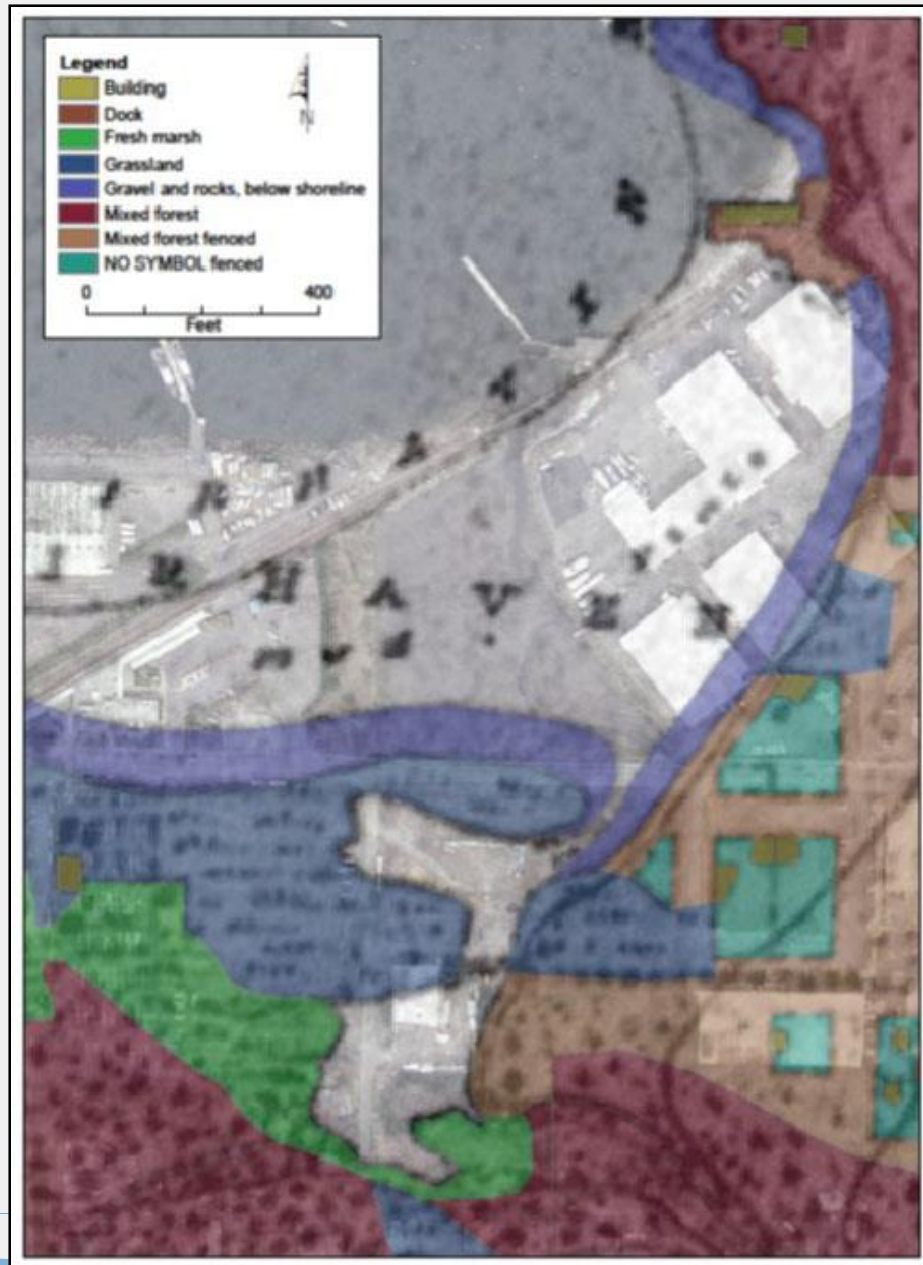 Legend
Building
Dock
Fresh marsh
Grassland
Gravel and rocks, below shoreline
Mixed forest
Mixed forest fenced
NO SYMBOL fenced
N
0 400
Feet
H A V E N
m u d